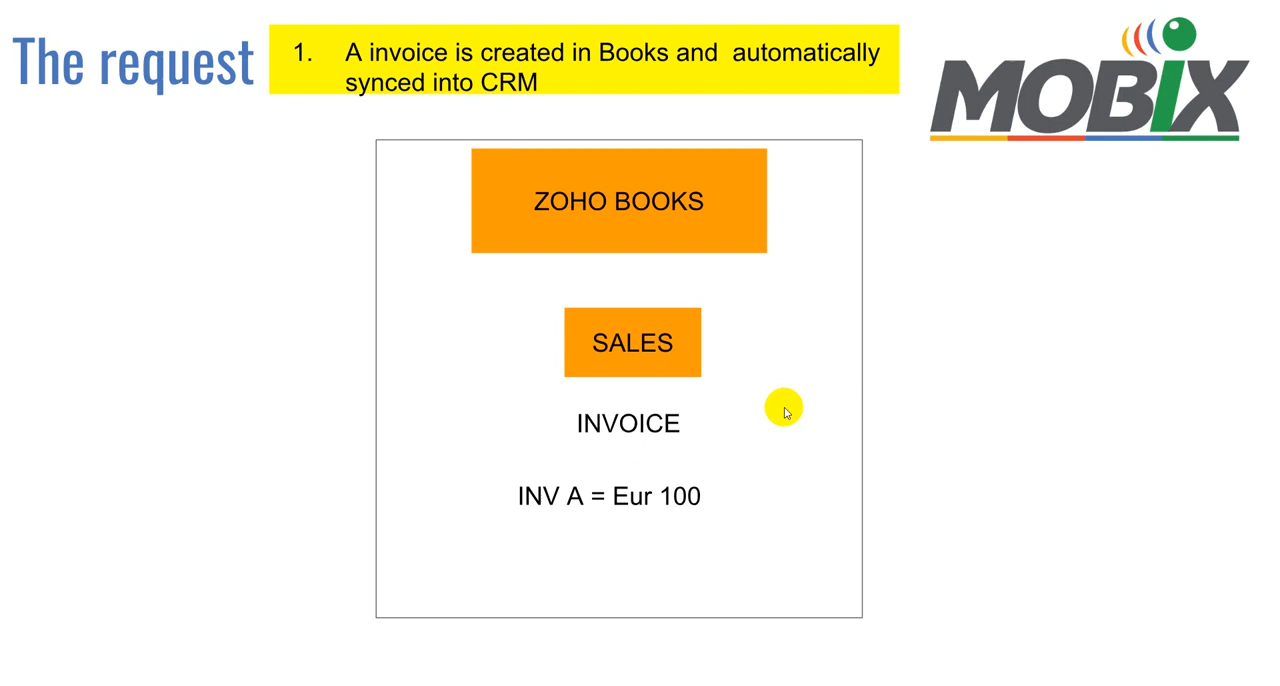 The request
1. A invoice is created in Books and automatically
synced into CRM
MOBiX
ZOHO BOOKS
SALES
INVOICE
INV A = Eur 100